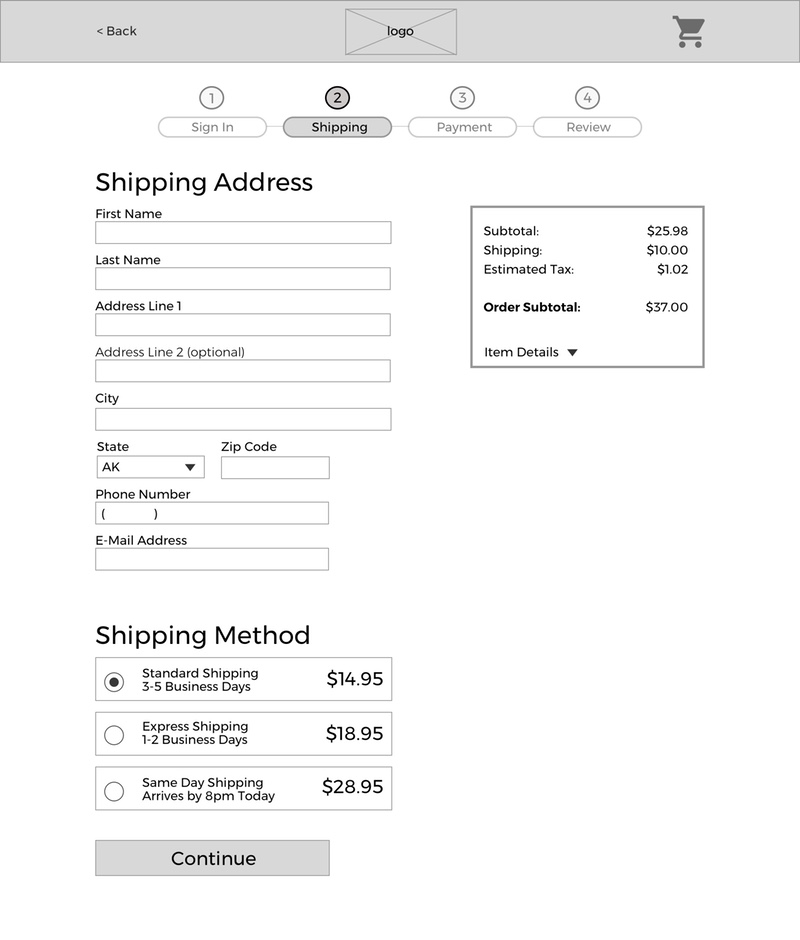 < Back
logo
1
2
3
4
Sign In
Shipping
Payment
Review
Shipping Address
First Name
Last Name
Address Line 1
Address Line 2 (optional)
City
State
Zip Code
AK
Phone Number
( )
E-Mail Address
Subtotal: $25.98
Shipping: $10.00
Estimated Tax: $1.02
Order Subtotal: $37.00
Item Details
Shipping Method
Standard Shipping
3-5 Business Days
$14.95
Express Shipping
1-2 Business Days
$18.95
Same Day Shipping
Arrives by 8pm Today
$28.95
Continue